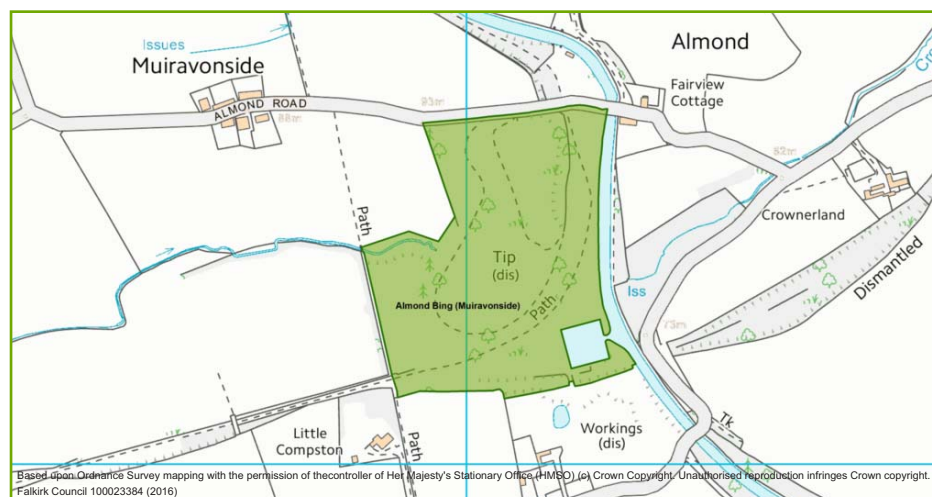 Issues
Muiravonside
ALMOND ROAD
93m
88m
Almond
Fairview
Cottage
82m
Crownerland
Dismantled
Path
Tip
(dis)
Path
Almond Bing (Muiravonside)
Iss
73m
Little
Compston
Path
Workings
(dis)
Tk
Based upon Ordnance Survey mapping with the permission of thecontroller of Her Majesty's Stationary Office (HMSO) (c) Crown Copyright. Unauthorised reproduction infringes Crown copyright.
Falkirk Council 100023384 (2016)